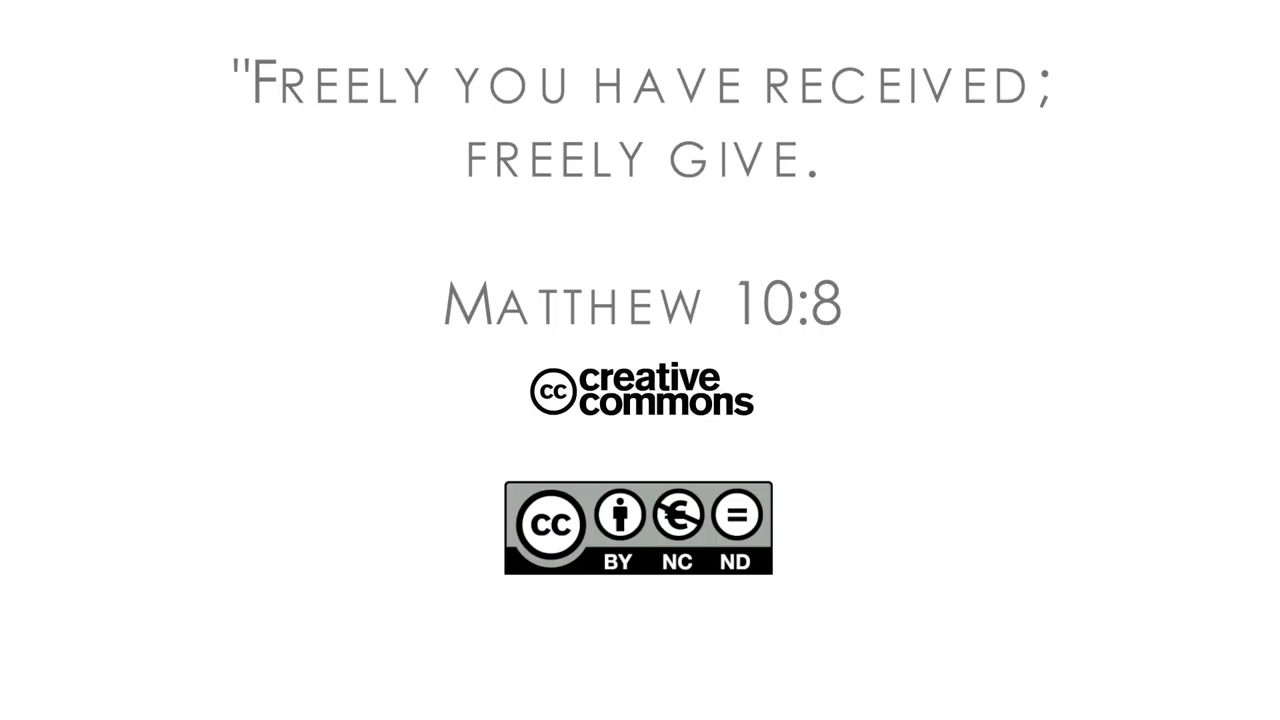 "FREELY YOU HAVE RECEIVED;
FREELY GIVE.
MATTHEW 10:8
cc creative
commons
cc BY NC ND